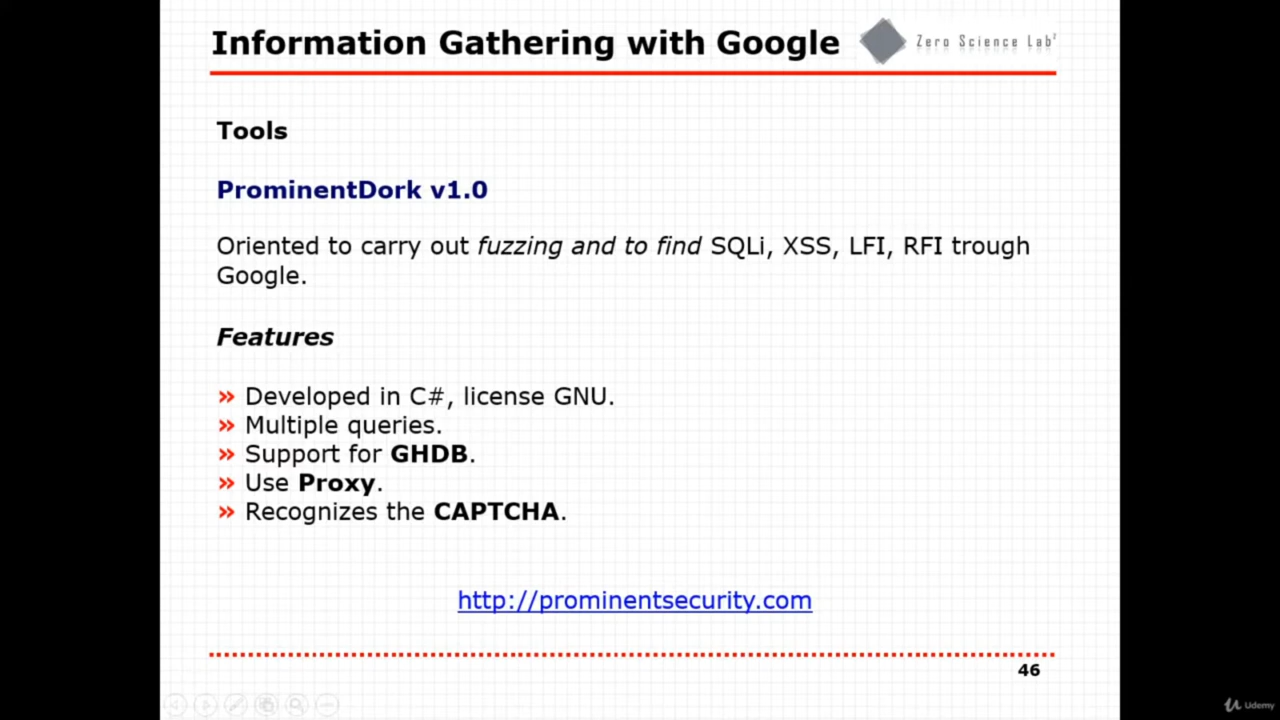 Information Gathering with Google
Zero Science Lab
Tools
ProminentDork v1.0
Oriented to carry out fuzzing and to find SQLi, XSS, LFI, RFI trough
Google.
Features
» Developed in C#, license GNU.
» Multiple queries.
» Support for GHDB.
» Use Proxy.
» Recognizes the CAPTCHA.
http://prominentsecurity.com
46
Udemy